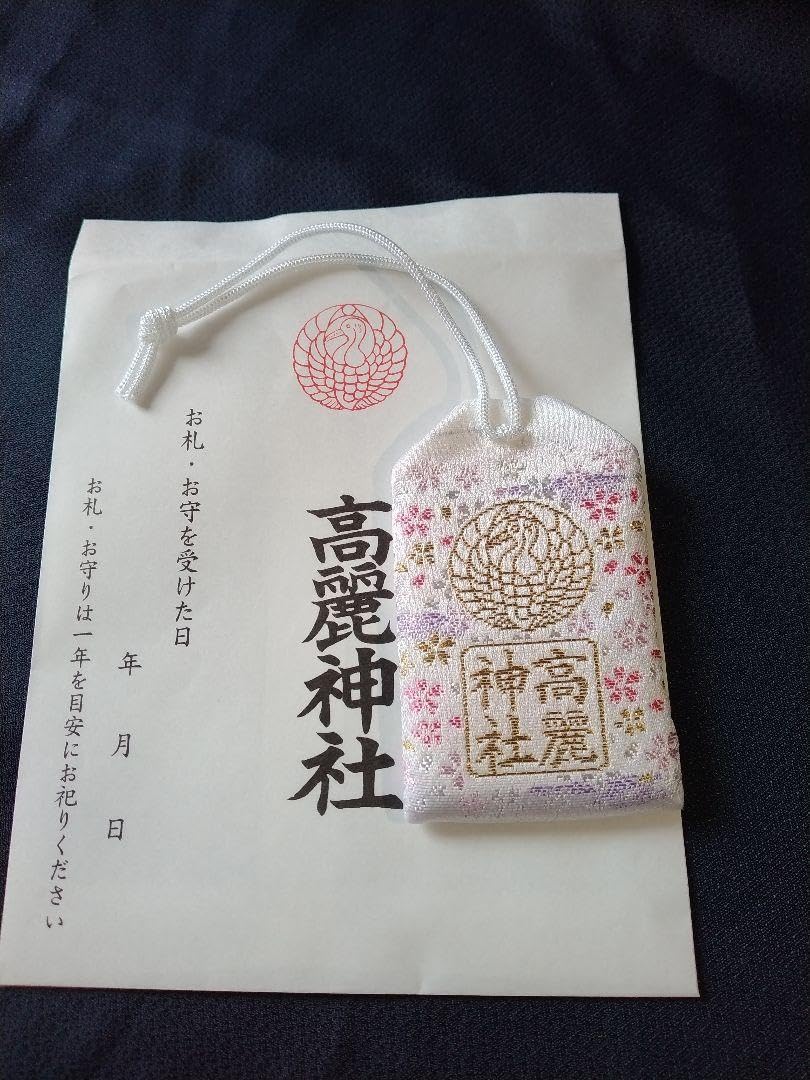 高麗神社
お札・お守を受けた日
年　月　日
お札・お守りは一年を目安にお祀りください
高麗
神社